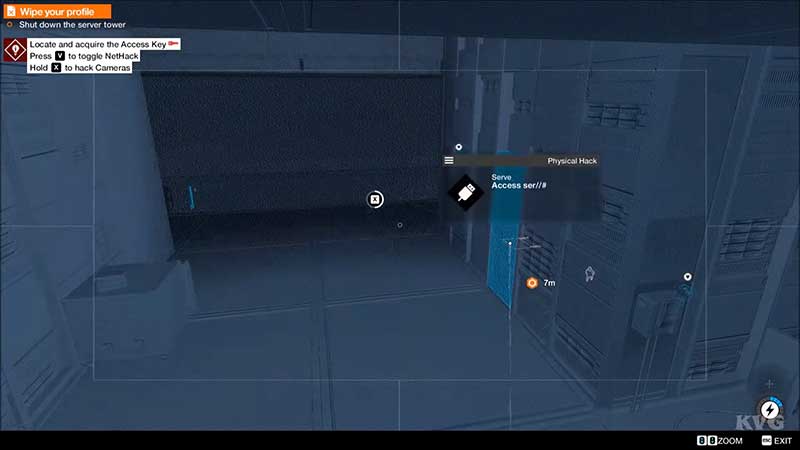 Wipe your profile
Shut down the server tower
Locate and acquire the Access Key
Press V to toggle NetHack
Hold X to hack Cameras
Physical Hack
Serve
Access ser//#
X
7m
KVG
ZOOM
ESC EXIT